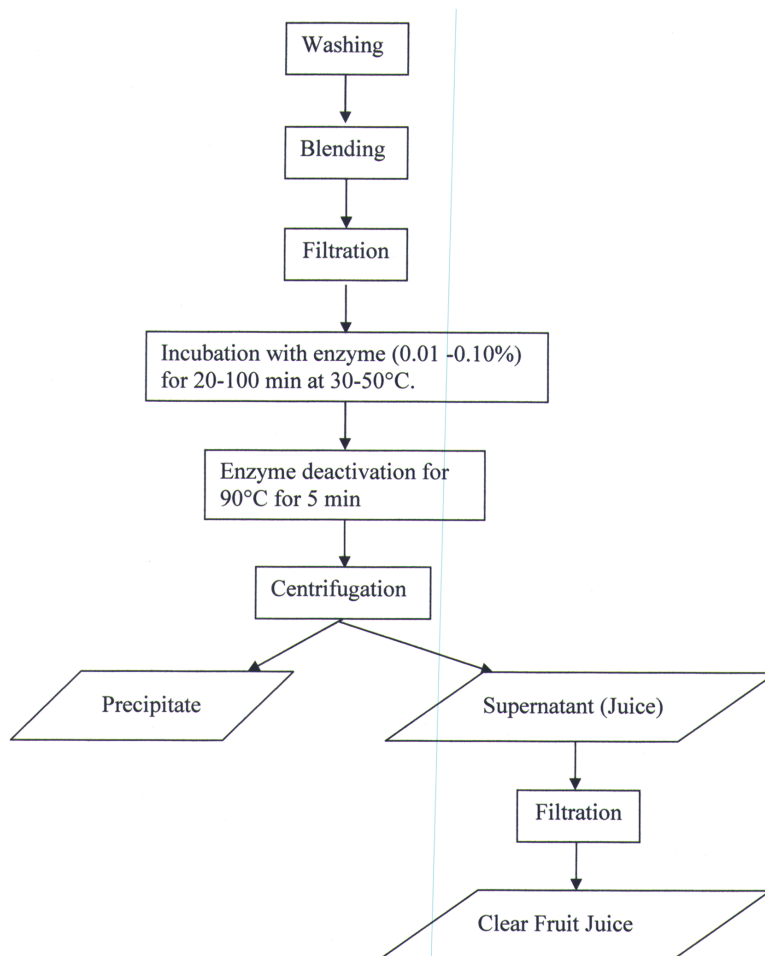 Washing
Blending
Filtration
Incubation with enzyme (0.01 -0.10%)
for 20-100 min at 30-50°C.
Enzyme deactivation for
90°C for 5 min
Centrifugation
Precipitate
Supernatant (Juice)
Filtration
Clear Fruit Juice